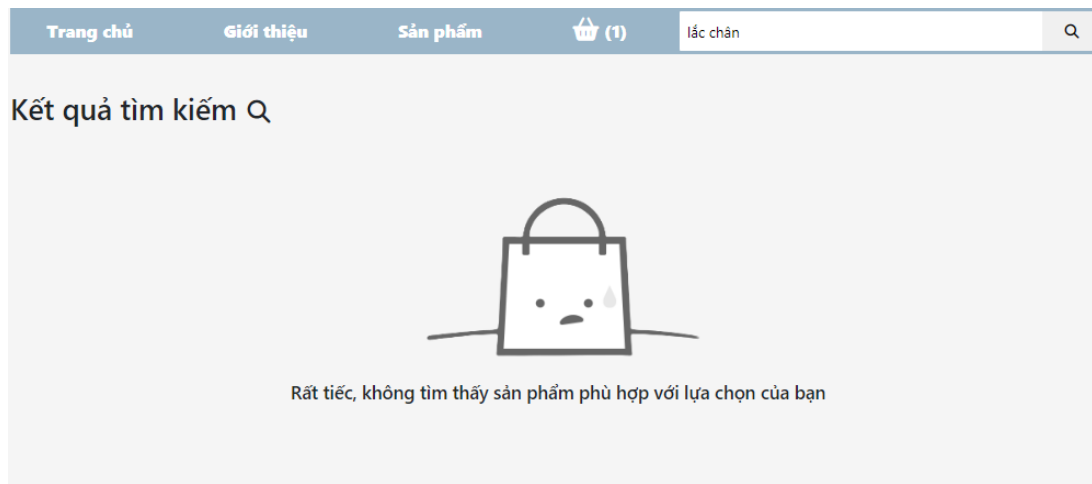 Trang chủ Giới thiệu Sản phẩm (1) lắc chân
Kết quả tìm kiếm
Rất tiếc, không tìm thấy sản phẩm phù hợp với lựa chọn của bạn